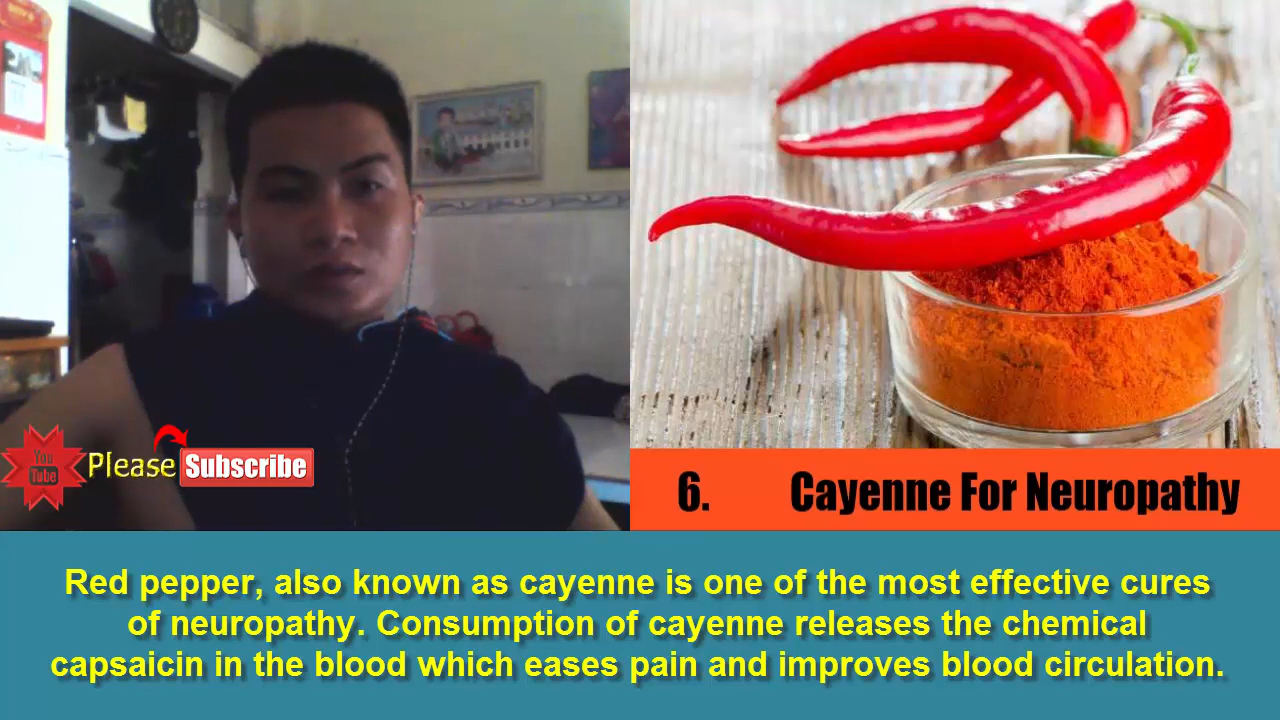 You
Tube
Please Subscribe
6. Cayenne For Neuropathy
Red pepper, also known as cayenne is one of the most effective cures
of neuropathy. Consumption of cayenne releases the chemical
capsaicin in the blood which eases pain and improves blood circulation.